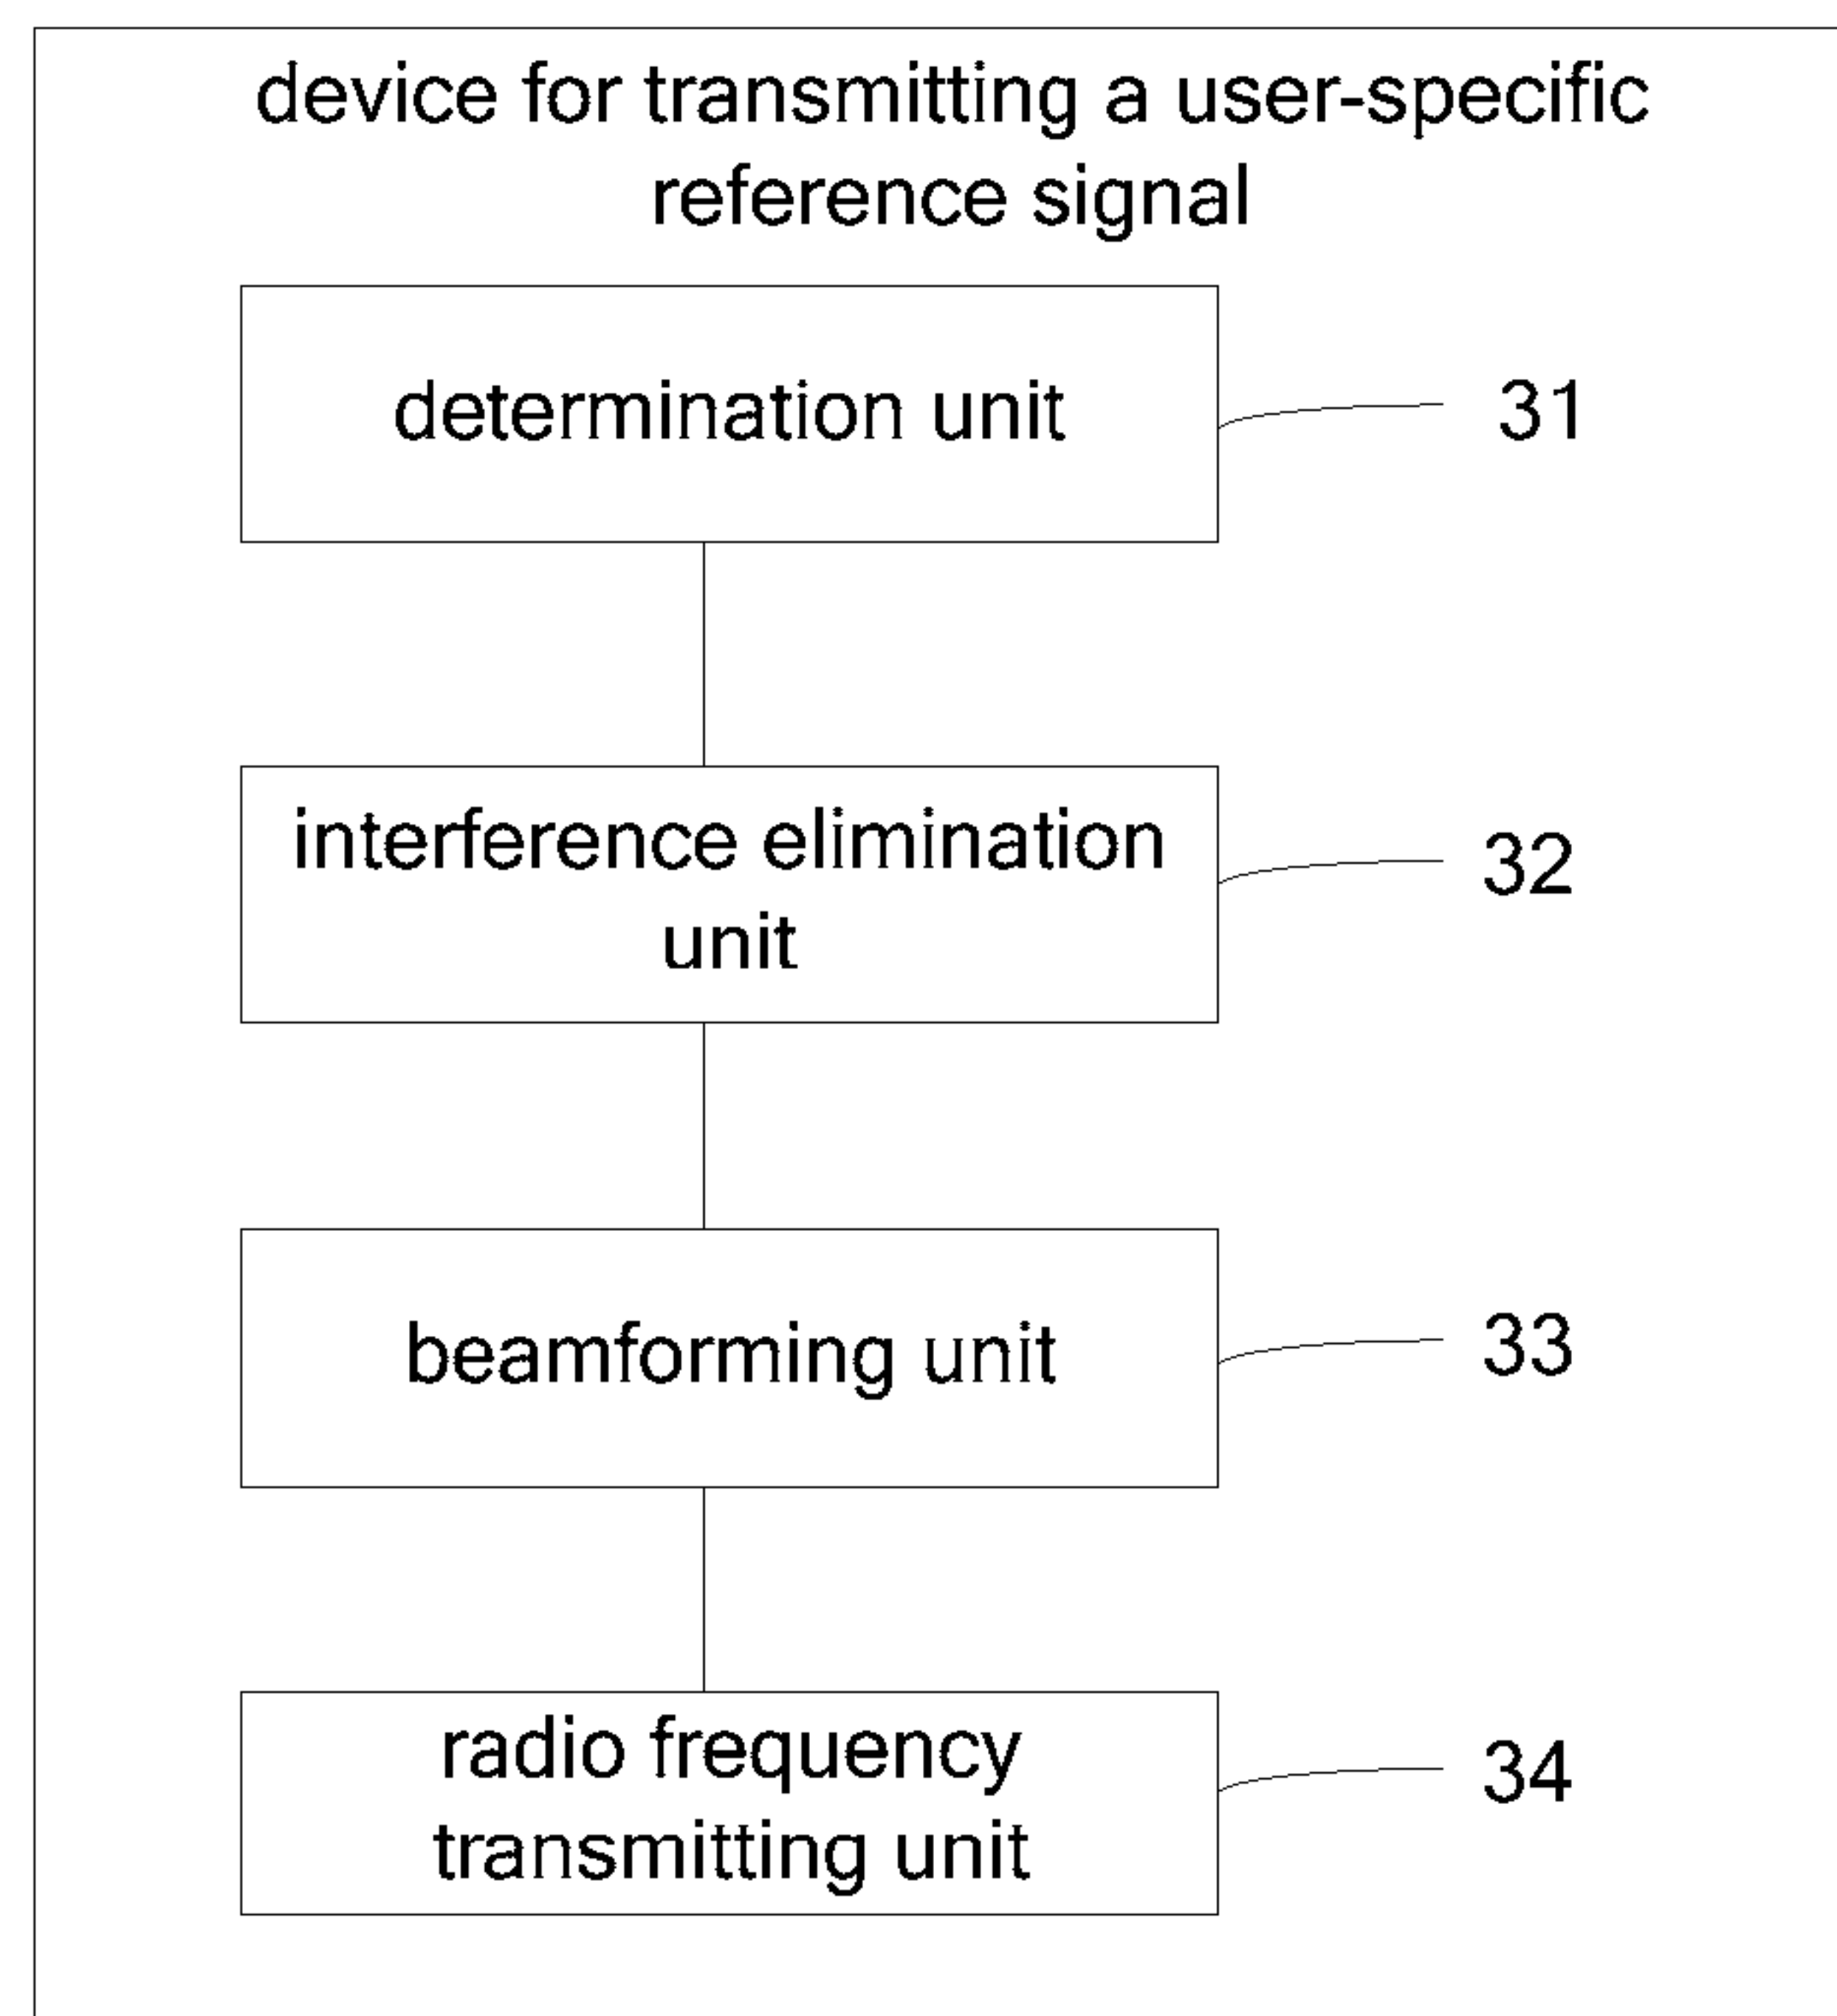 device for transmitting a user-specific
reference signal
determination unit
31
interference elimination
unit
32
beamforming unit
33
radio frequency
transmitting unit
34